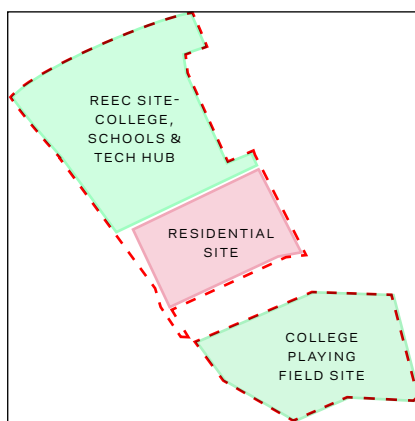 REEC SITE-
COLLEGE,
SCHOOLS &
TECH HUB
RESIDENTIAL
SITE
COLLEGE
PLAYING
FIELD SITE